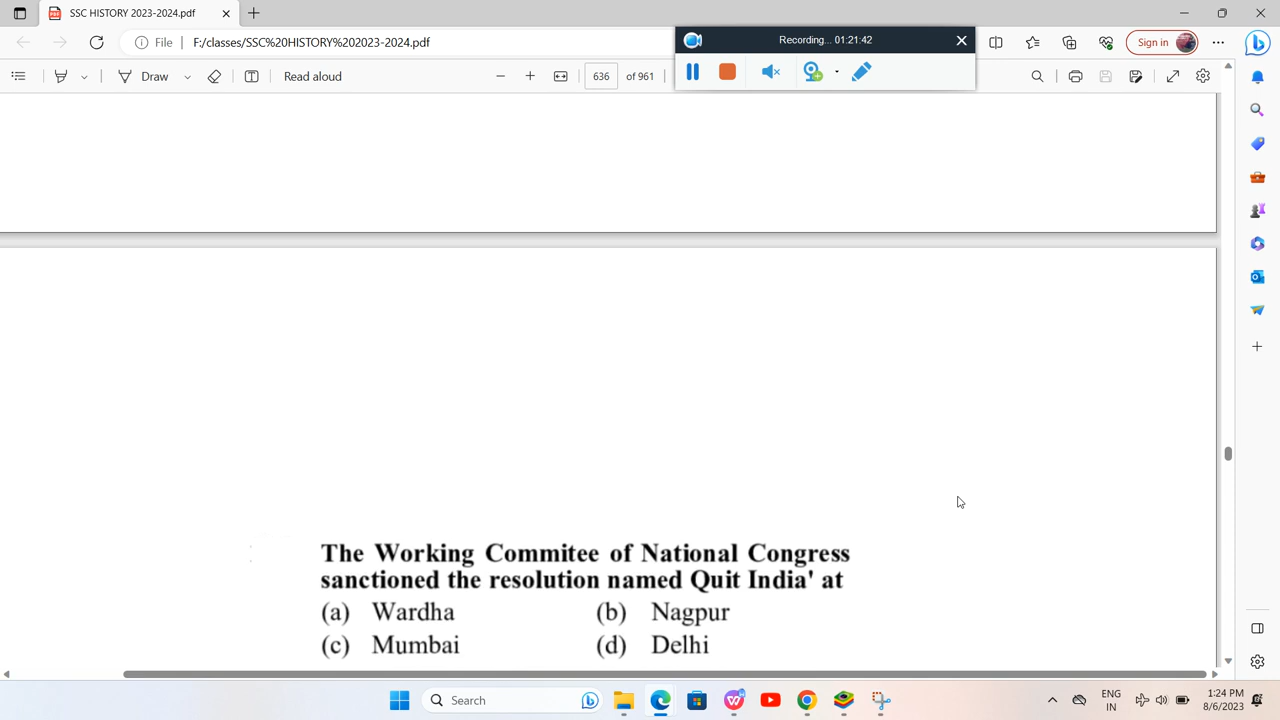 SSC HISTORY 2023-2024.pdf
Recording... 01:21:42
File
F:/classes/SSC%20HISTORY%202023-2024.pdf
Sign in
Draw
Read aloud
636 of 961
The Working Commitee of National Congress
sanctioned the resolution named Quit India' at
(a) Wardha (b) Nagpur
(c) Mumbai (d) Delhi
Search
ENG
IN
1:24 PM
8/6/2023